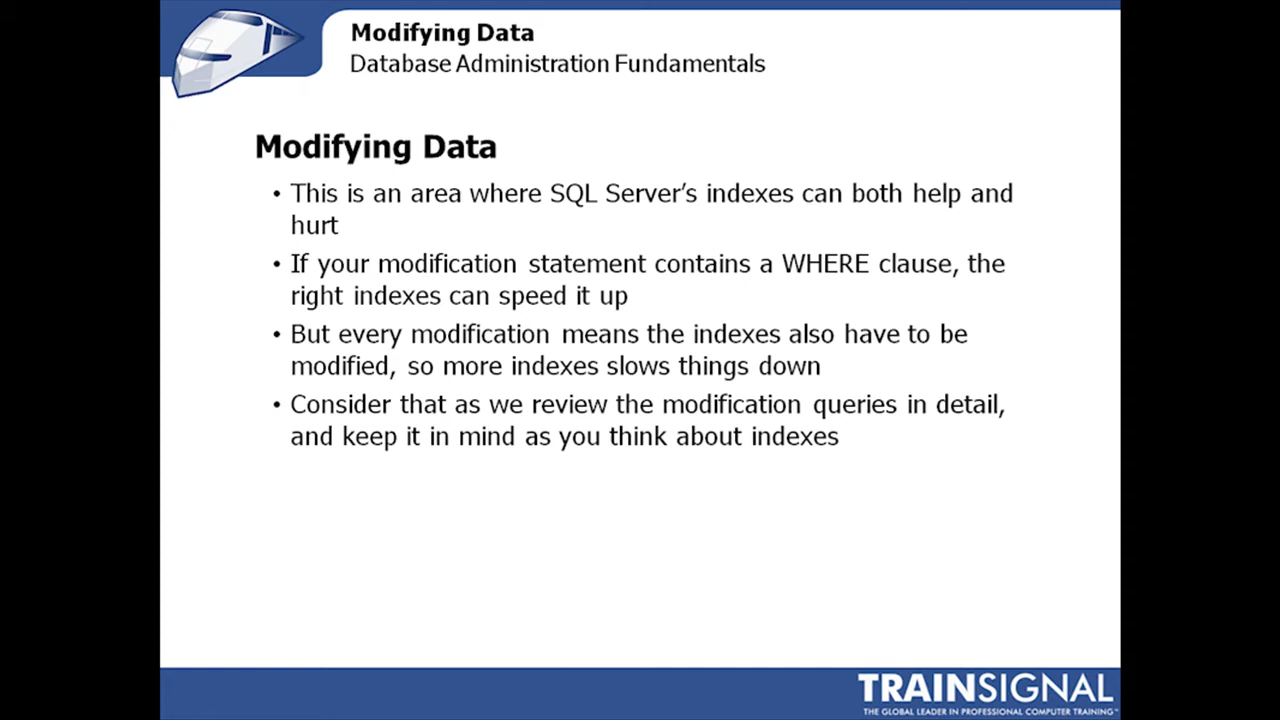 Modifying Data
Database Administration Fundamentals
Modifying Data
• This is an area where SQL Server's indexes can both help and
hurt
• If your modification statement contains a WHERE clause, the
right indexes can speed it up
• But every modification means the indexes also have to be
modified, so more indexes slows things down
• Consider that as we review the modification queries in detail,
and keep it in mind as you think about indexes
TRAINSIGNAL
THE GLOBAL LEADER IN PROFESSIONAL COMPUTER TRAINING™